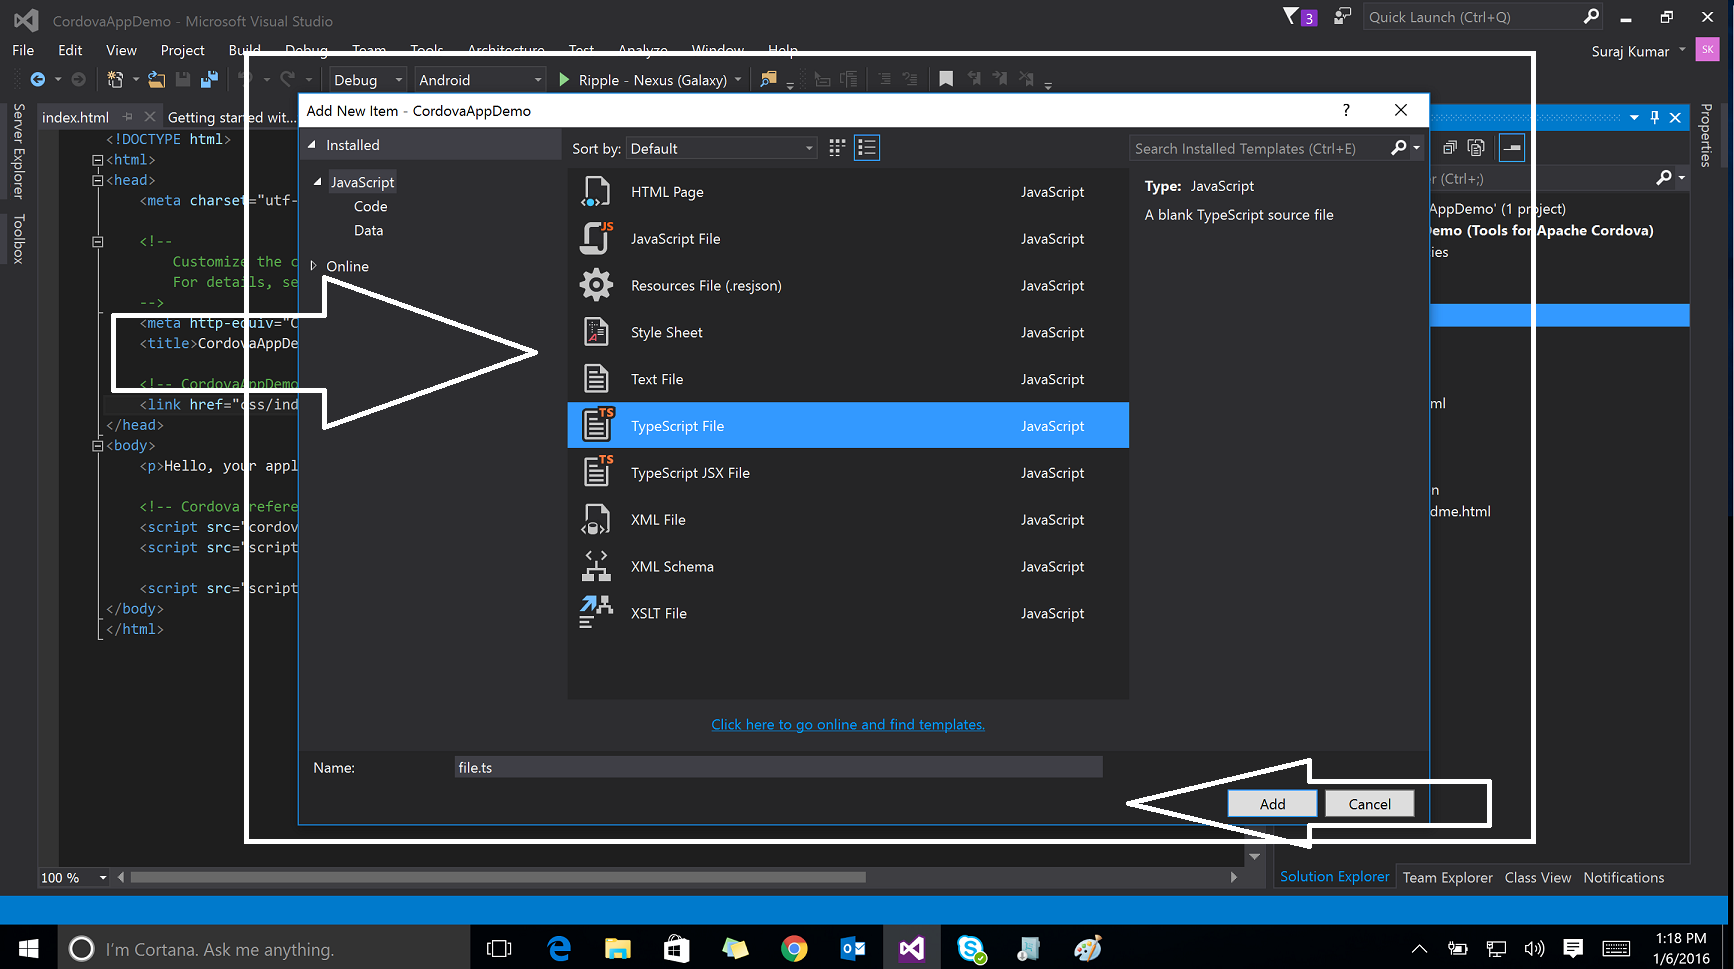 CordovaAppDemo - Microsoft Visual Studio
3
Quick Launch (Ctrl+Q)
File Edit View Project Build Debug Team Tools Architecture Test Analyze Window Help
Suraj Kumar
SK
Debug Android Ripple - Nexus (Galaxy)
Server Explorer
Toolbox
Properties
index.html Getting started wit...
<!DOCTYPE html>
<html>
<head>
<meta charset="utf-
<!--
Customize the c
For details, se
-->
<meta http-equiv="C
<title>CordovaAppDe
<!-- CordovaAppDemo
<link href="css/ind
</head>
<body>
<p>Hello, your appl
<!-- Cordova refere
<script src="cordov
<script src="script
<script src="script
</body>
</html>
100 %
Add New Item - CordovaAppDemo
?
Installed
JavaScript
Code
Data
Online
Sort by: Default
Search Installed Templates (Ctrl+E)
HTML Page JavaScript
JS
JavaScript File JavaScript
Resources File (.resjson) JavaScript
Style Sheet JavaScript
Text File JavaScript
TS
TypeScript File JavaScript
TS
TypeScript JSX File JavaScript
XML File JavaScript
XML Schema JavaScript
XSLT File JavaScript
Type: JavaScript
A blank TypeScript source file
Click here to go online and find templates.
Name: file.ts
Add Cancel
r (Ctrl+;)
AppDemo' (1 project)
Demo (Tools for Apache Cordova)
ies
ml
n
dme.html
Solution Explorer Team Explorer Class View Notifications
I'm Cortana. Ask me anything.
1:18 PM
1/6/2016